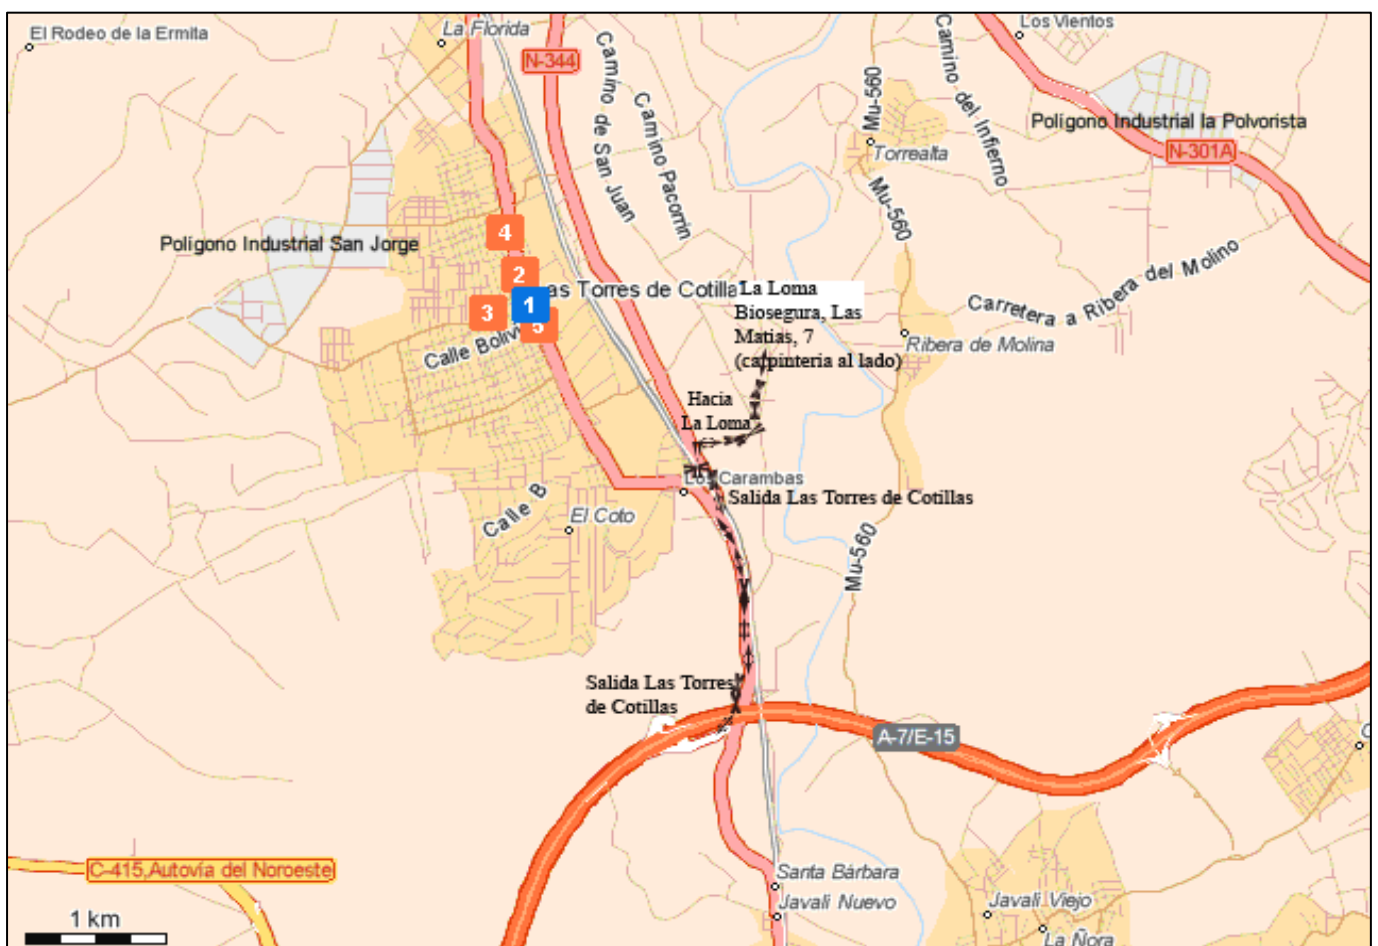 El Rodeo de la Ermita
La Florida
N-344
Camino de San Juan
Camino Pacorrin
Mu-560
Camino del Infierno
Los Vientos
Polígono Industrial la Polvorista
N-301A
Torrealta
Mu-560
Polígono Industrial San Jorge
4
2
1
3
5
as Torres de Cotilla
La Loma
Biosegura, Las
Matias, 7
(carpinteria al lado)
Carretera a Ribera del Molino
Ribera de Molina
Calle Bolivi
Hacia
La Loma
Los Carambas
Salida Las Torres de Cotillas
Calle B
El Coto
Mu-560
Salida Las Torres
de Cotillas
A-7/E-15
C-415,Autovía del Noroeste
Santa Bárbara
Javalí Nuevo
Javalí Viejo
La Ñora
1 km